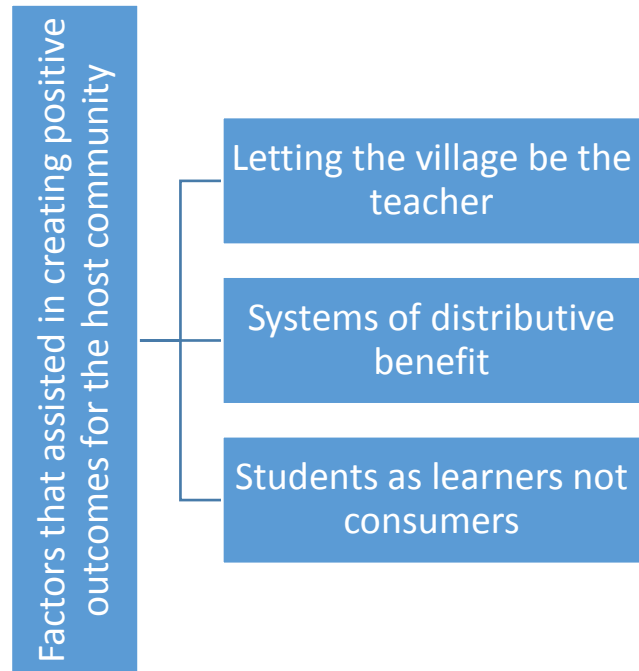 Factors that assisted in creating positive
outcomes for the host community
Letting the village be the
teacher
Systems of distributive
benefit
Students as learners not
consumers